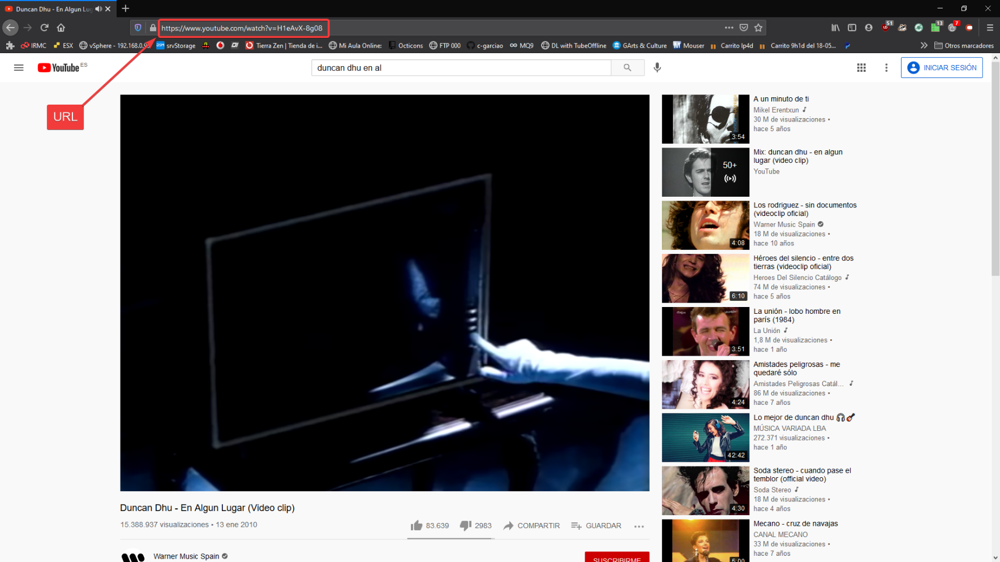 Duncan Dhu - En Algun Lug
https://www.youtube.com/watch?v=H1eAvX-8g08
51
13
7
IRMC
ESX
vSphere - 192.168.0.9
DSM
srvStorage
Tierra Zen | Tienda de i...
Mi Aula Online:
Octicons
FTP 000
c-garciao
MQ9
DL with TubeOffline
GArts & Culture
Mouser
Carrito lp4d
Carrito 9h1d del 18-05...
Otros marcadores
YouTube ES
duncan dhu en al
INICIAR SESIÓN
URL
A un minuto de ti
Mikel Erentxun
30 M de visualizaciones •
hace 5 años
3:54
Mix: duncan dhu - en algun
lugar (video clip)
YouTube
50+
Los rodriguez - sin documentos
(videoclip oficial)
Warner Music Spain
18 M de visualizaciones •
hace 10 años
4:08
Héroes del silencio - entre dos
tierras (videoclip oficial)
Heroes Del Silencio Catálogo
74 M de visualizaciones •
hace 5 años
6:10
La unión - lobo hombre en
parís (1984)
La Unión
1,8 M de visualizaciones •
hace 1 año
3:51
Amistades peligrosas - me
quedaré sólo
Amistades Peligrosas Catál...
86 M de visualizaciones •
hace 7 años
4:24
Lo mejor de duncan dhu
MÚSICA VARIADA LBA
272.371 visualizaciones •
hace 1 año
42:42
Soda stereo - cuando pase el
temblor (official video)
Soda Stereo
18 M de visualizaciones •
hace 4 años
4:30
Mecano - cruz de navajas
CANAL MECANO
33 M de visualizaciones •
hace 7 años
5:00
Duncan Dhu - En Algun Lugar (Video clip)
15.388.937 visualizaciones • 13 ene 2010
83.639
2983
COMPARTIR
GUARDAR
Warner Music Spain
SUSCRIBIRME